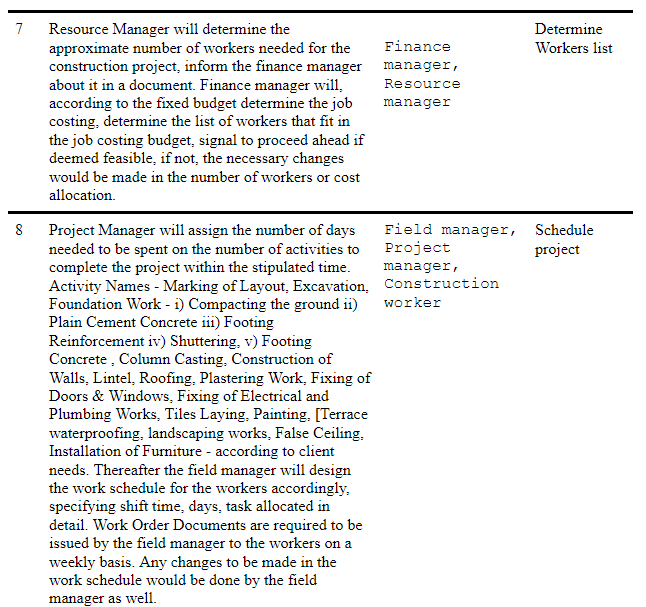 7
Resource Manager will determine the
approximate number of workers needed for the
construction project, inform the finance manager
about it in a document. Finance manager will,
according to the fixed budget determine the job
costing, determine the list of workers that fit in
the job costing budget, signal to proceed ahead if
deemed feasible, if not, the necessary changes
would be made in the number of workers or cost
allocation.
Finance
manager,
Resource
manager
Determine
Workers list
8
Project Manager will assign the number of days
needed to be spent on the number of activities to
complete the project within the stipulated time.
Activity Names - Marking of Layout, Excavation,
Foundation Work - i) Compacting the ground ii)
Plain Cement Concrete iii) Footing
Reinforcement iv) Shuttering, v) Footing
Concrete , Column Casting, Construction of
Walls, Lintel, Roofing, Plastering Work, Fixing of
Doors & Windows, Fixing of Electrical and
Plumbing Works, Tiles Laying, Painting, [Terrace
waterproofing, landscaping works, False Ceiling,
Installation of Furniture - according to client
needs. Thereafter the field manager will design
the work schedule for the workers accordingly,
specifying shift time, days, task allocated in
detail. Work Order Documents are required to be
issued by the field manager to the workers on a
weekly basis. Any changes to be made in the
work schedule would be done by the field
manager as well.
Field manager,
Project
manager,
Construction
worker
Schedule
project